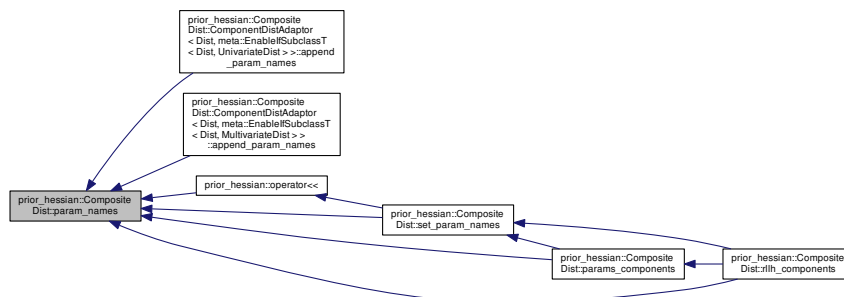 prior_hessian::Composite
Dist::ComponentDistAdaptor
< Dist, meta::EnableIfSubclassT
< Dist, UnivariateDist > >::append
_param_names
prior_hessian::Composite
Dist::ComponentDistAdaptor
< Dist, meta::EnableIfSubclassT
< Dist, MultivariateDist > >
::append_param_names
prior_hessian::Composite
Dist::param_names
prior_hessian::operator<<
prior_hessian::Composite
Dist::set_param_names
prior_hessian::Composite
Dist::params_components
prior_hessian::Composite
Dist::rllh_components